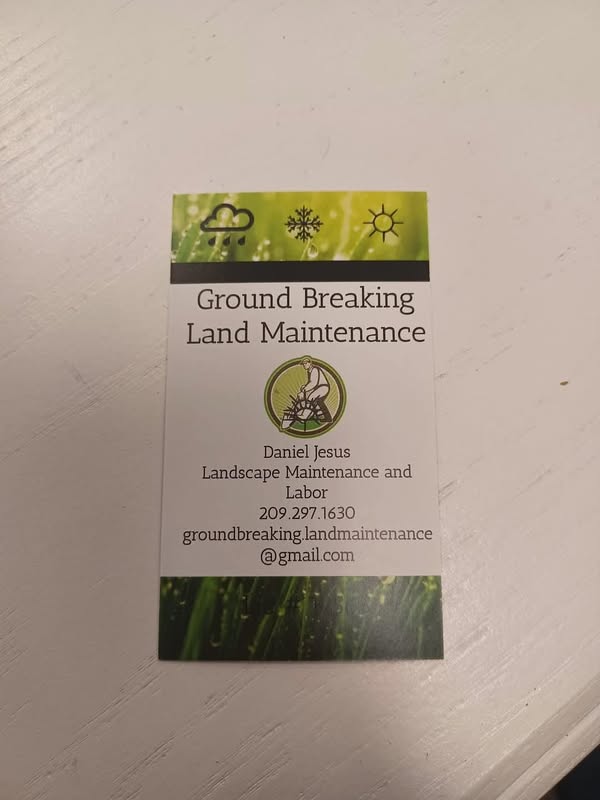 Ground Breaking
Land Maintenance
Daniel Jesus
Landscape Maintenance and
Labor
209.297.1630
groundbreaking.landmaintenance
@gmail.com